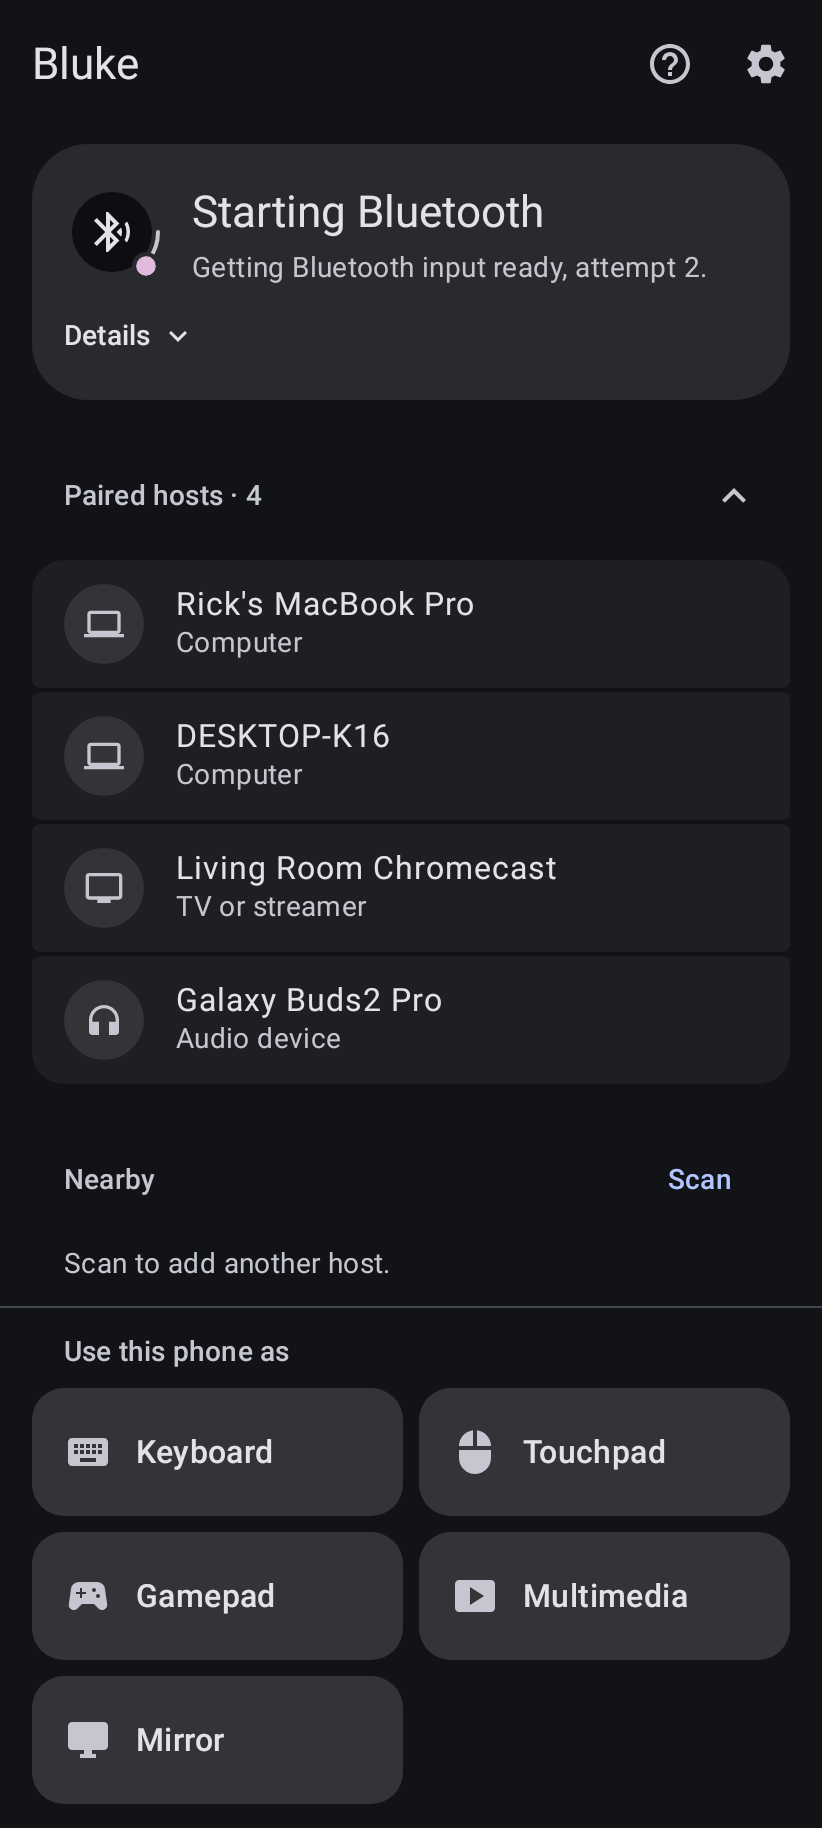 Bluke
Starting Bluetooth
Getting Bluetooth input ready, attempt 2.
Details
Paired hosts · 4
Rick's MacBook Pro
Computer
DESKTOP-K16
Computer
Living Room Chromecast
TV or streamer
Galaxy Buds2 Pro
Audio device
Nearby
Scan
Scan to add another host.
Use this phone as
Keyboard
Touchpad
Gamepad
Multimedia
Mirror